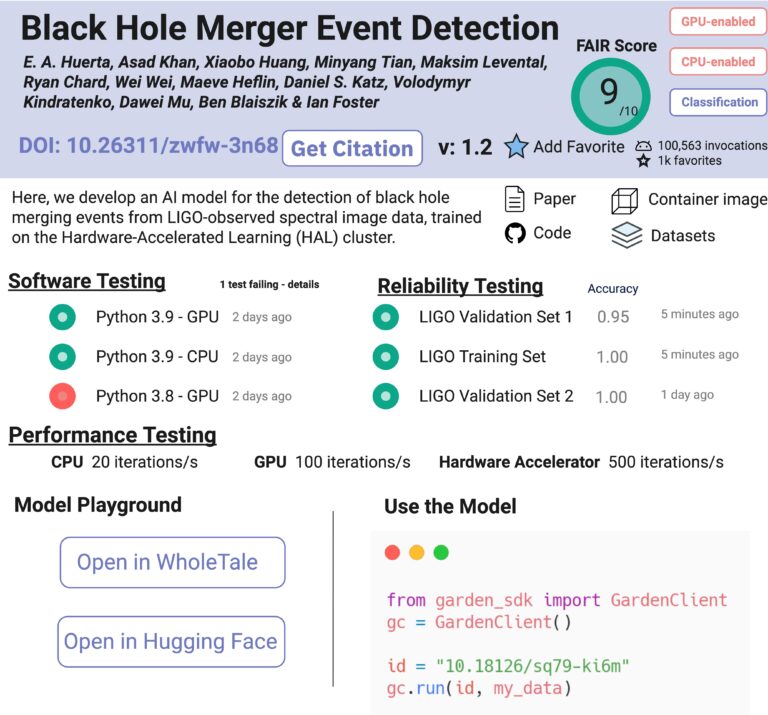 Black Hole Merger Event Detection
E. A. Huerta, Asad Khan, Xiaobo Huang, Minyang Tian, Maksim Levental,
Ryan Chard, Wei Wei, Maeve Heflin, Daniel S. Katz, Volodymyr
Kindratenko, Dawei Mu, Ben Blaiszik & Ian Foster
FAIR Score
9
/10
GPU-enabled
CPU-enabled
Classification
DOI: 10.26311/zwfw-3n68 Get Citation v: 1.2 Add Favorite
100,563 invocations
1k favorites
Here, we develop an AI model for the detection of black hole
merging events from LIGO-observed spectral image data, trained
on the Hardware-Accelerated Learning (HAL) cluster.
Paper Container image
Code Datasets
Software Testing 1 test failing - details
Python 3.9 - GPU 2 days ago
Python 3.9 - CPU 2 days ago
Python 3.8 - GPU 2 days ago
Reliability Testing Accuracy
LIGO Validation Set 1 0.95 5 minutes ago
LIGO Training Set 1.00 5 minutes ago
LIGO Validation Set 2 1.00 1 day ago
Performance Testing
CPU 20 iterations/s GPU 100 iterations/s Hardware Accelerator 500 iterations/s
Model Playground
Open in WholeTale
Open in Hugging Face
Use the Model
from garden_sdk import GardenClient
gc = GardenClient()
id = "10.18126/sq79-ki6m"
gc.run(id, my_data)